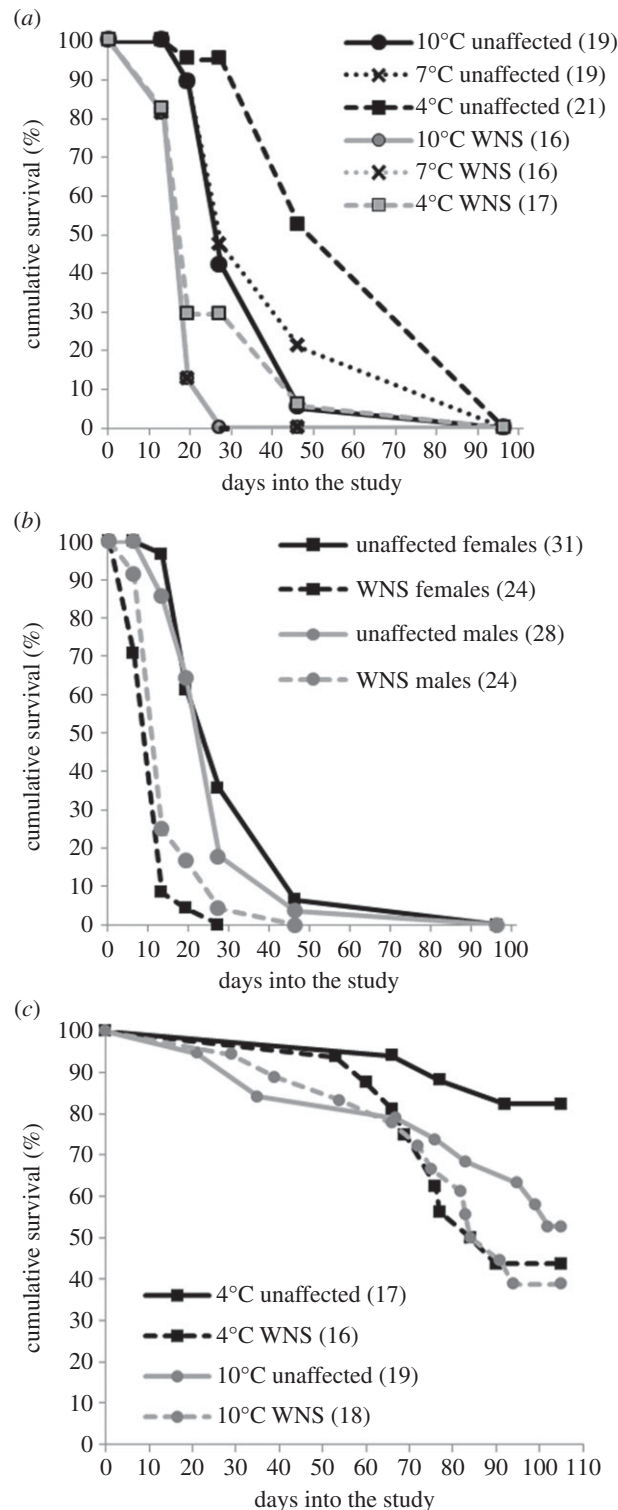 (a)
100
90
80
70
60
50
40
30
20
10
0
cumulative survival (%)
10°C unaffected (19)
7°C unaffected (19)
4°C unaffected (21)
10°C WNS (16)
7°C WNS (16)
4°C WNS (17)
0 10 20 30 40 50 60 70 80 90 100
days into the study
(b)
100
90
80
70
60
50
40
30
20
10
0
cumulative survival (%)
unaffected females (31)
WNS females (24)
unaffected males (28)
WNS males (24)
0 10 20 30 40 50 60 70 80 90 100
days into the study
(c)
100
90
80
70
60
50
40
30
20
10
0
cumulative survival (%)
4°C unaffected (17)
4°C WNS (16)
10°C unaffected (19)
10°C WNS (18)
0 10 20 30 40 50 60 70 80 90 100 110
days into the study